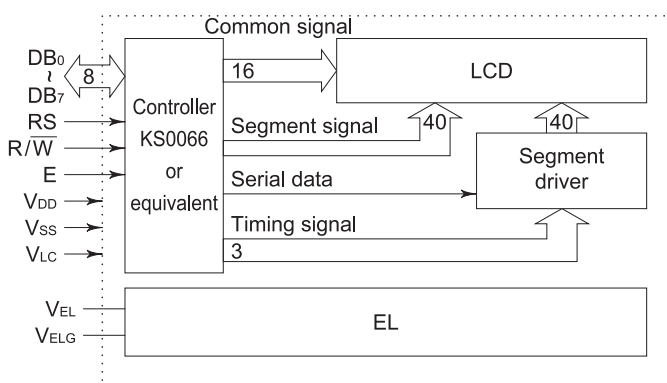 Common signal
DB0
~
DB7
8
16
LCD
Controller
KS0066
or
equivalent
RS
R/W̅
E
VDD
VSS
VLC
Segment signal
40
40
Segment
driver
Serial data
Timing signal
3
VEL
VELG
EL